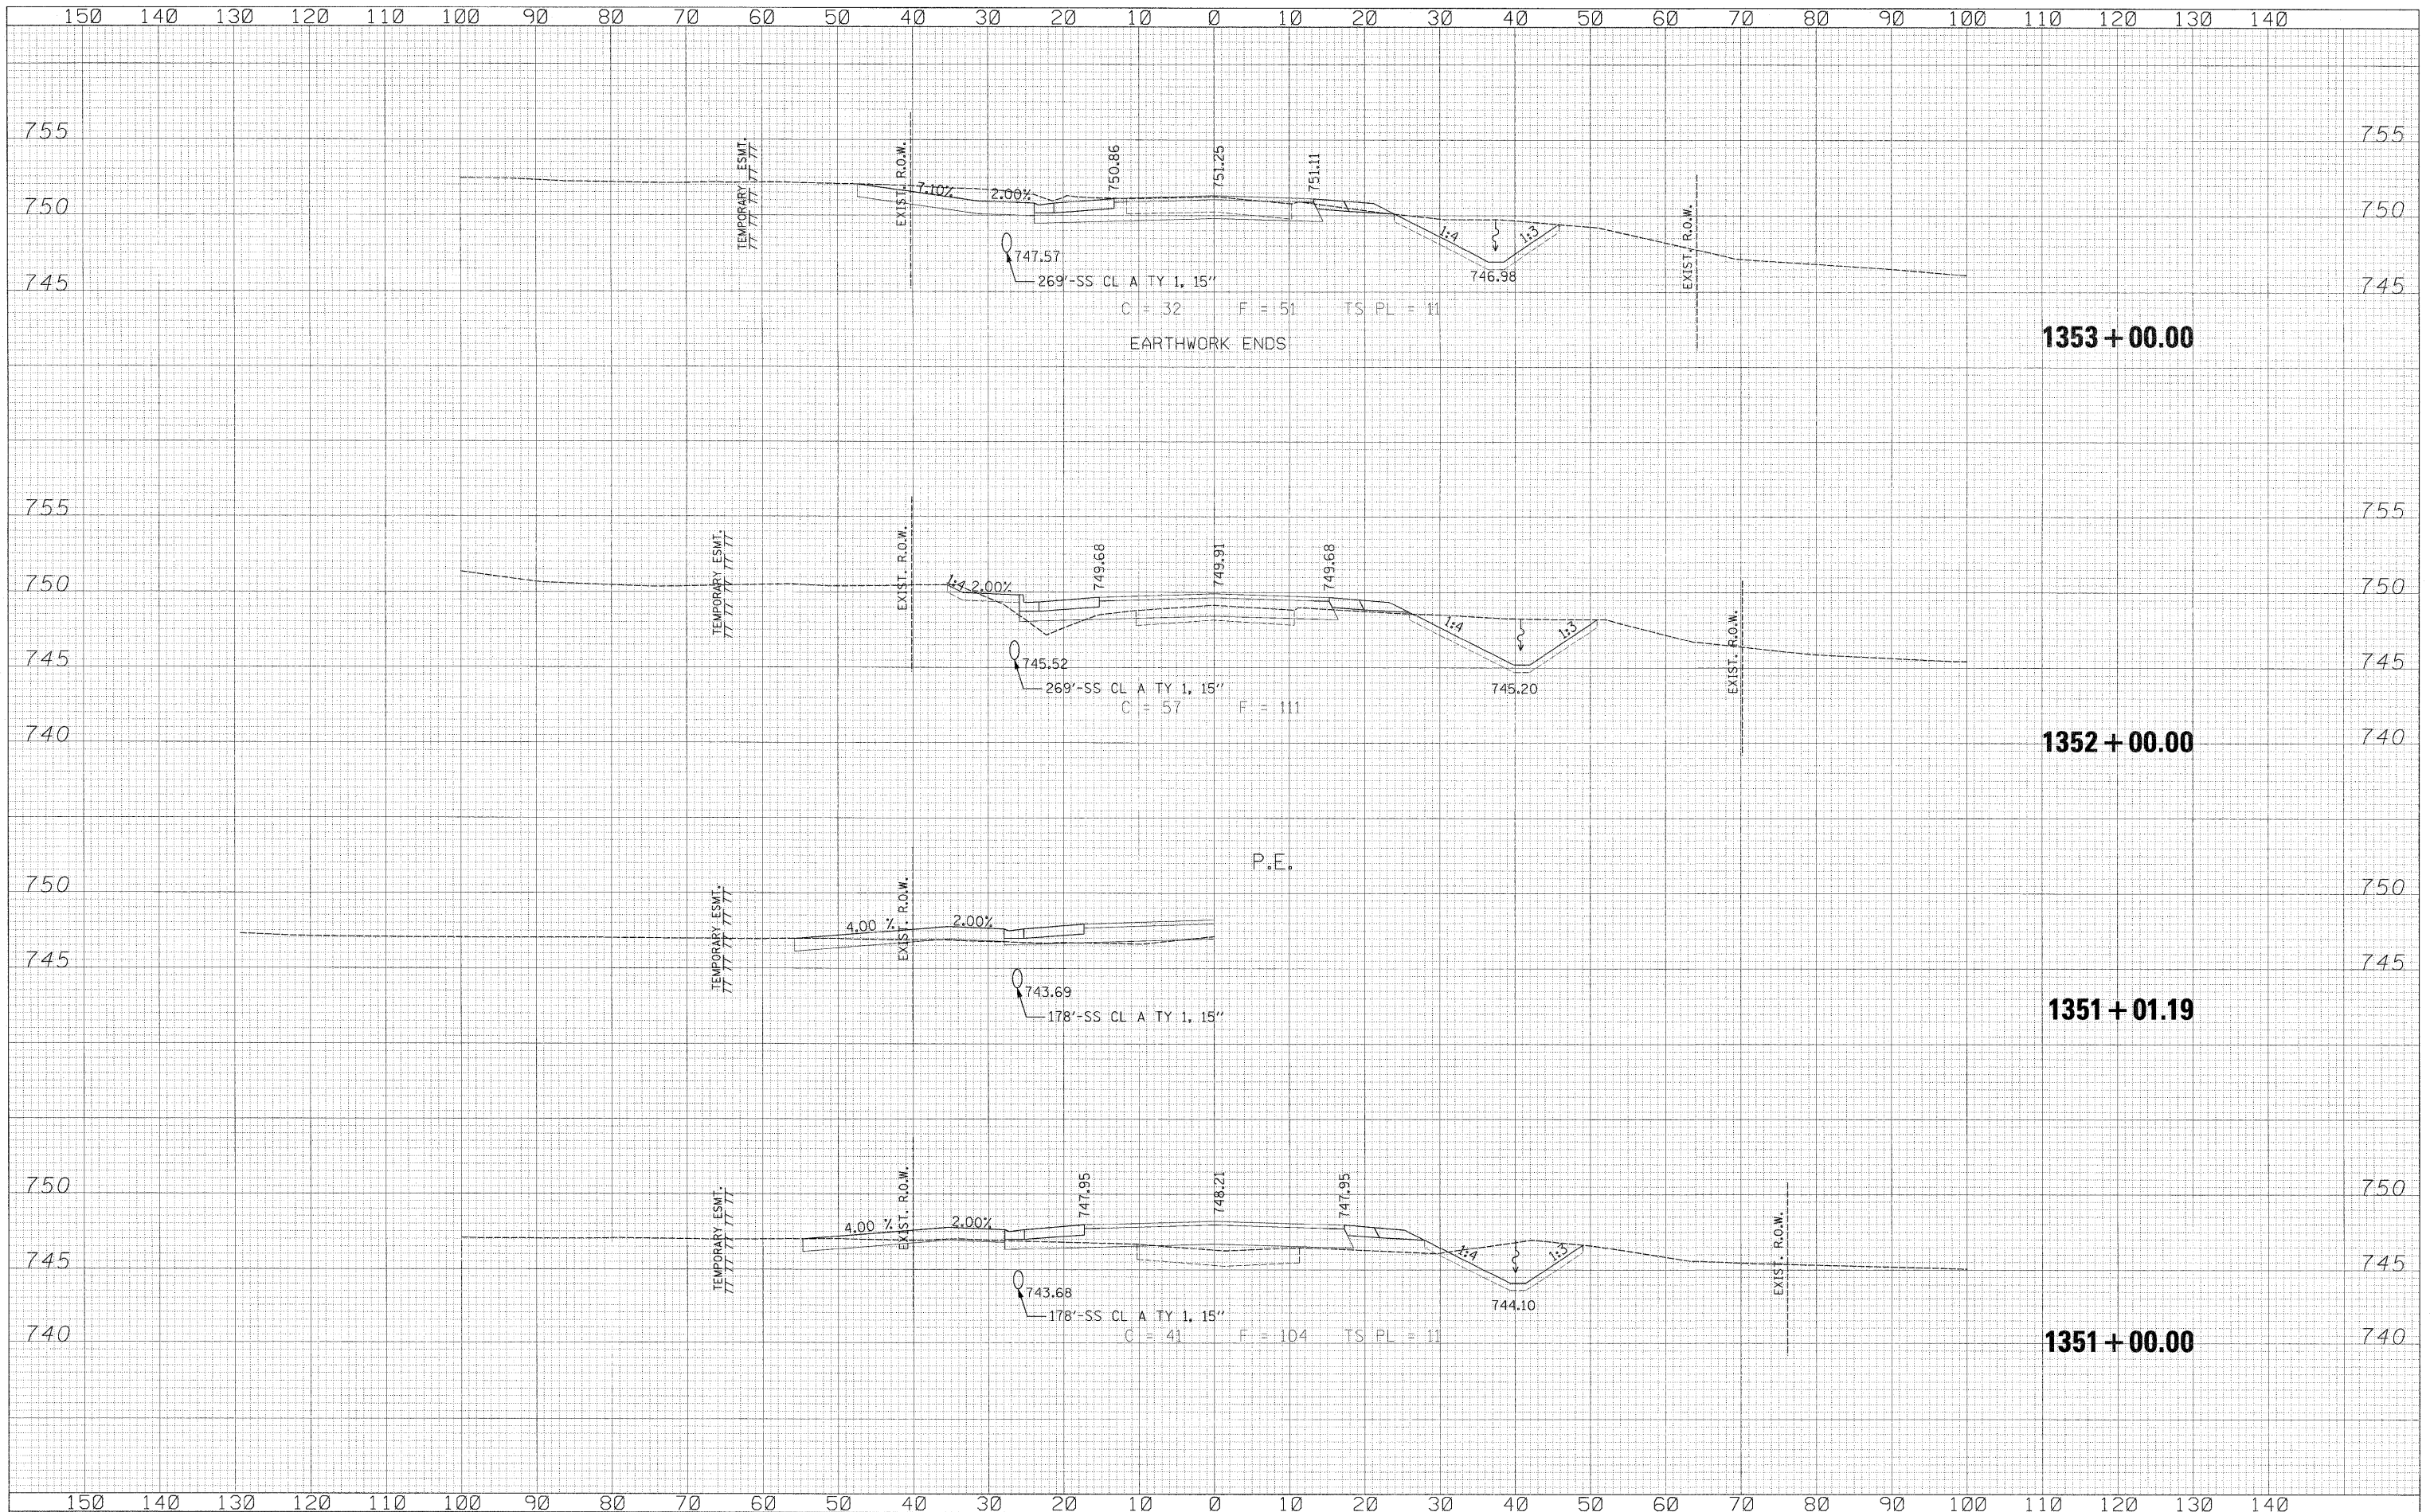 150 140 130 120 110 100 90 80 70 60 50 40 30 20 10 0 10 20 30 40 50 60 70 80 90 100 110 120 130 140
755 755
TEMPORARY ESMT.
EXIST. R.O.W.
7.10%
2.00%
750.86
751.25
751.11
750 750
1:4
1:3
EXIST. R.O.W.
747.57
746.98
269'-SS CL A TY 1, 15"
745 745
C = 32 F = 51 TS PL = 11
EARTHWORK ENDS
1353 + 00.00
755 755
TEMPORARY ESMT.
EXIST. R.O.W.
1:4
2.00%
749.68
749.91
749.68
750 750
1:4
1:3
EXIST. R.O.W.
745.52
745 745
269'-SS CL A TY 1, 15"
745.20
C = 57 F = 111
740 740
1352 + 00.00
P.E.
750 750
TEMPORARY ESMT.
EXIST. R.O.W.
4.00 %
2.00%
745 745
743.69
178'-SS CL A TY 1, 15"
1351 + 01.19
750 750
TEMPORARY ESMT.
EXIST. R.O.W.
4.00 %
2.00%
747.95
748.21
747.95
1:4
1:3
EXIST. R.O.W.
745 745
743.68
744.10
178'-SS CL A TY 1, 15"
C = 41 F = 104 TS PL = 11
740 740
1351 + 00.00
150 140 130 120 110 100 90 80 70 60 50 40 30 20 10 0 10 20 30 40 50 60 70 80 90 100 110 120 130 140